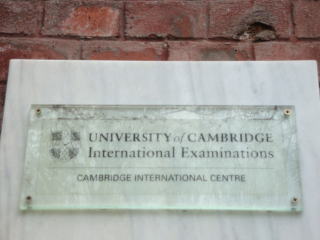 UNIVERSITY of CAMBRIDGE
International Examinations
CAMBRIDGE INTERNATIONAL CENTRE